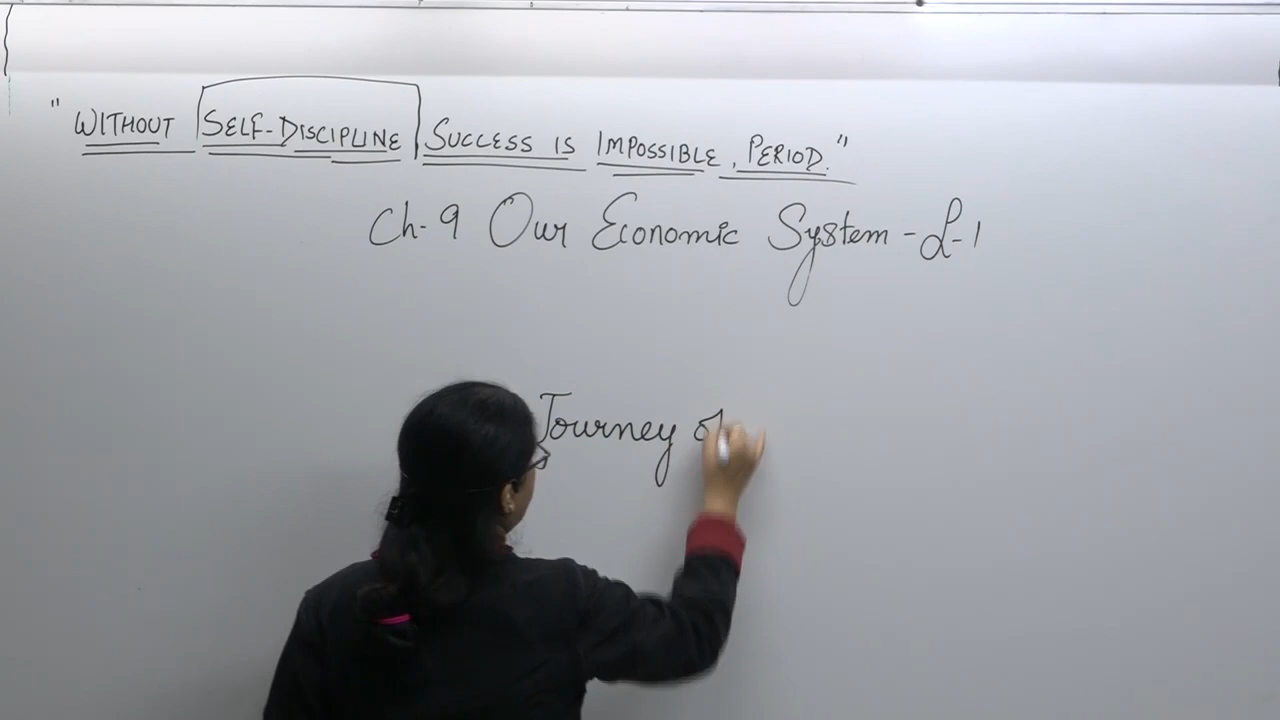 "WITHOUT SELF-DISCIPLINE SUCCESS IS IMPOSSIBLE, PERIOD."
Ch-9 Our Economic System - L-1
Journey